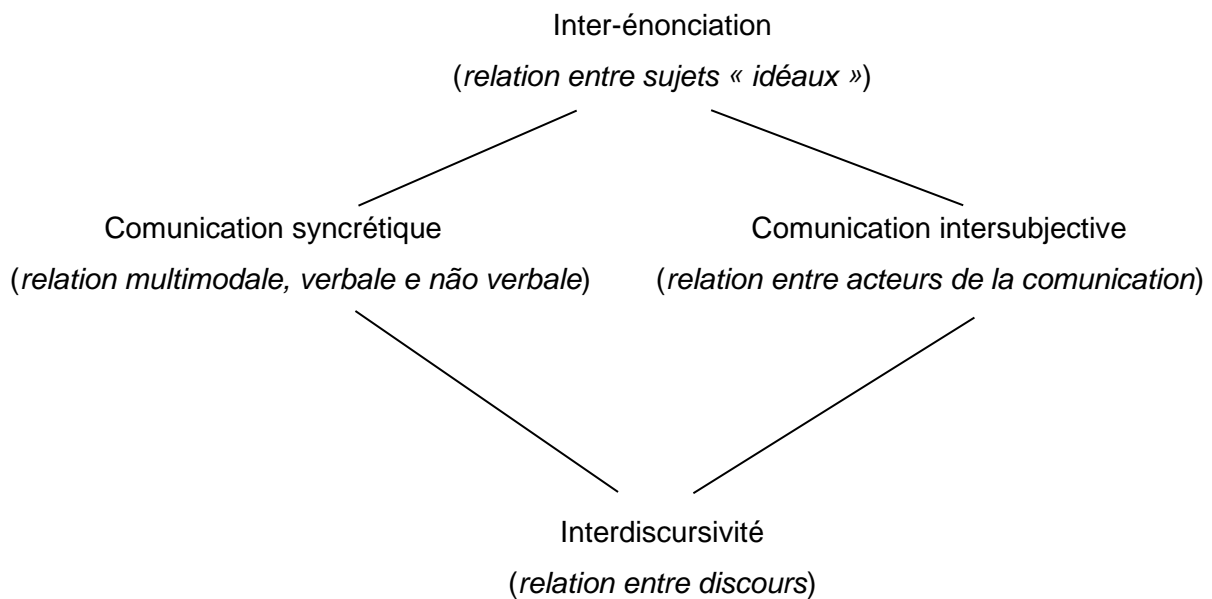 Inter-énonciation
(relation entre sujets « idéaux »)
Comunication syncrétique
(relation multimodale, verbale e não verbale)
Comunication intersubjective
(relation entre acteurs de la comunication)
Interdiscursivité
(relation entre discours)